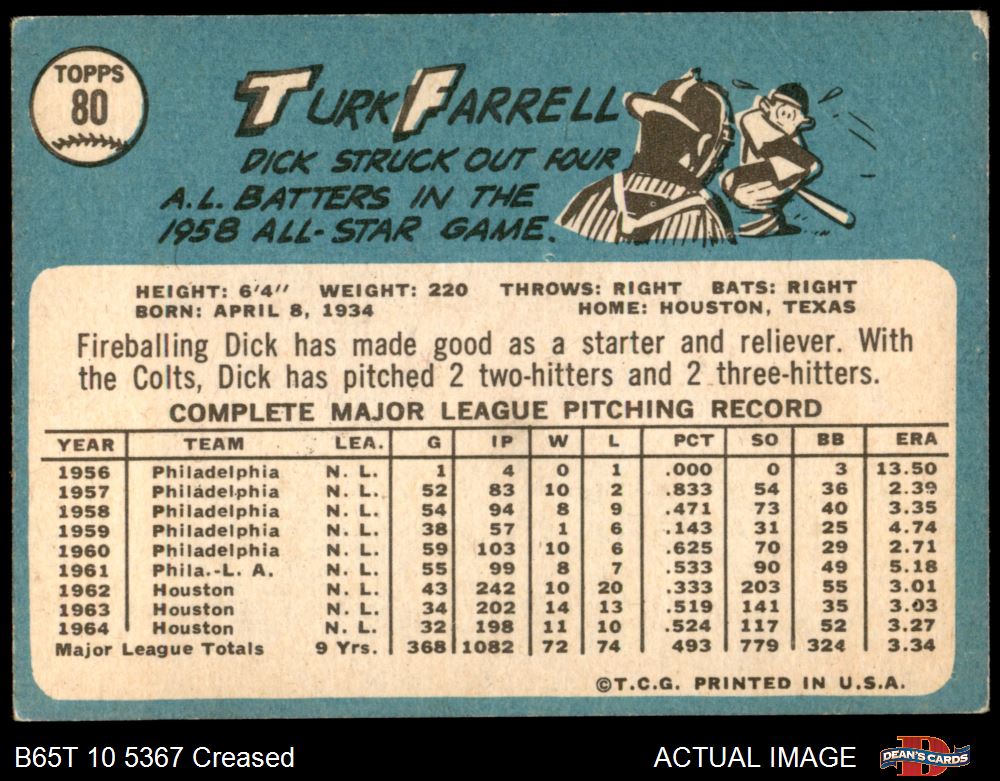 TOPPS
80
TURK FARRELL
DICK STRUCK OUT FOUR
A.L. BATTERS IN THE
1958 ALL-STAR GAME.
HEIGHT: 6'4" WEIGHT: 220 THROWS: RIGHT BATS: RIGHT
BORN: APRIL 8, 1934 HOME: HOUSTON, TEXAS
Fireballing Dick has made good as a starter and reliever. With
the Colts, Dick has pitched 2 two-hitters and 2 three-hitters.
COMPLETE MAJOR LEAGUE PITCHING RECORD
YEAR TEAM LEA. G IP W L PCT SO BB ERA
1956 Philadelphia N. L. 1 4 0 1 .000 0 3 13.50
1957 Philadelphia N. L. 52 83 10 2 .833 54 36 2.39
1958 Philadelphia N. L. 54 94 8 9 .471 73 40 3.35
1959 Philadelphia N. L. 38 57 1 6 .143 31 25 4.74
1960 Philadelphia N. L. 59 103 10 6 .625 70 29 2.71
1961 Phila.-L. A. N. L. 55 99 8 7 .533 90 49 5.18
1962 Houston N. L. 43 242 10 20 .333 203 55 3.01
1963 Houston N. L. 34 202 14 13 .519 141 35 3.03
1964 Houston N. L. 32 198 11 10 .524 117 52 3.27
Major League Totals 9 Yrs. 368 1082 72 74 493 779 324 3.34
©T.C.G. PRINTED IN U.S.A.
B65T 10 5367 Creased ACTUAL IMAGE DEAN'S CARDS